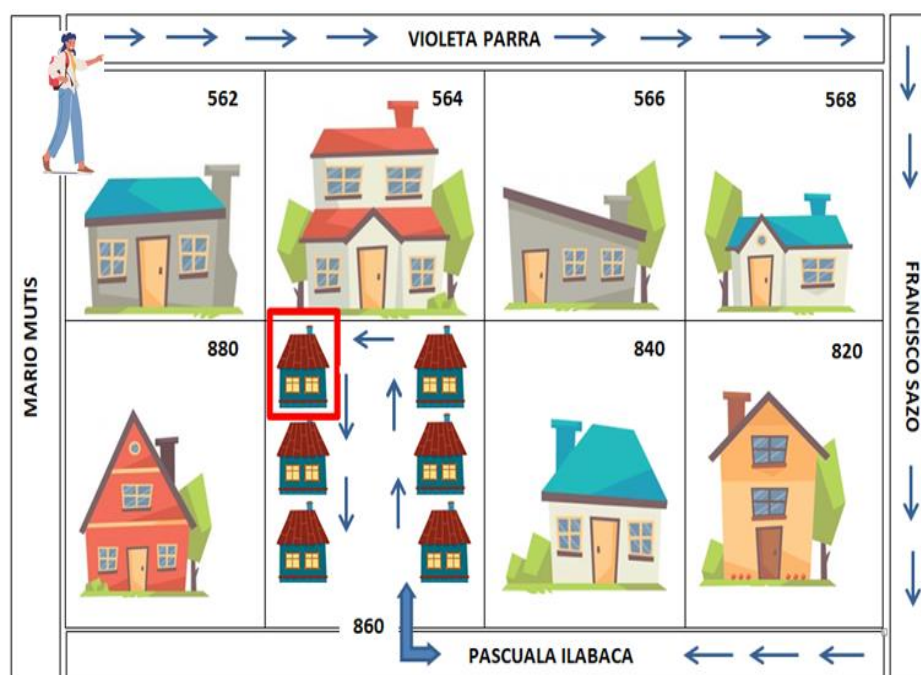 VIOLETA PARRA
562
564
566
568
MARIO MUTIS
FRANCISCO SAZO
880
840
820
860
PASCUALA ILABACA